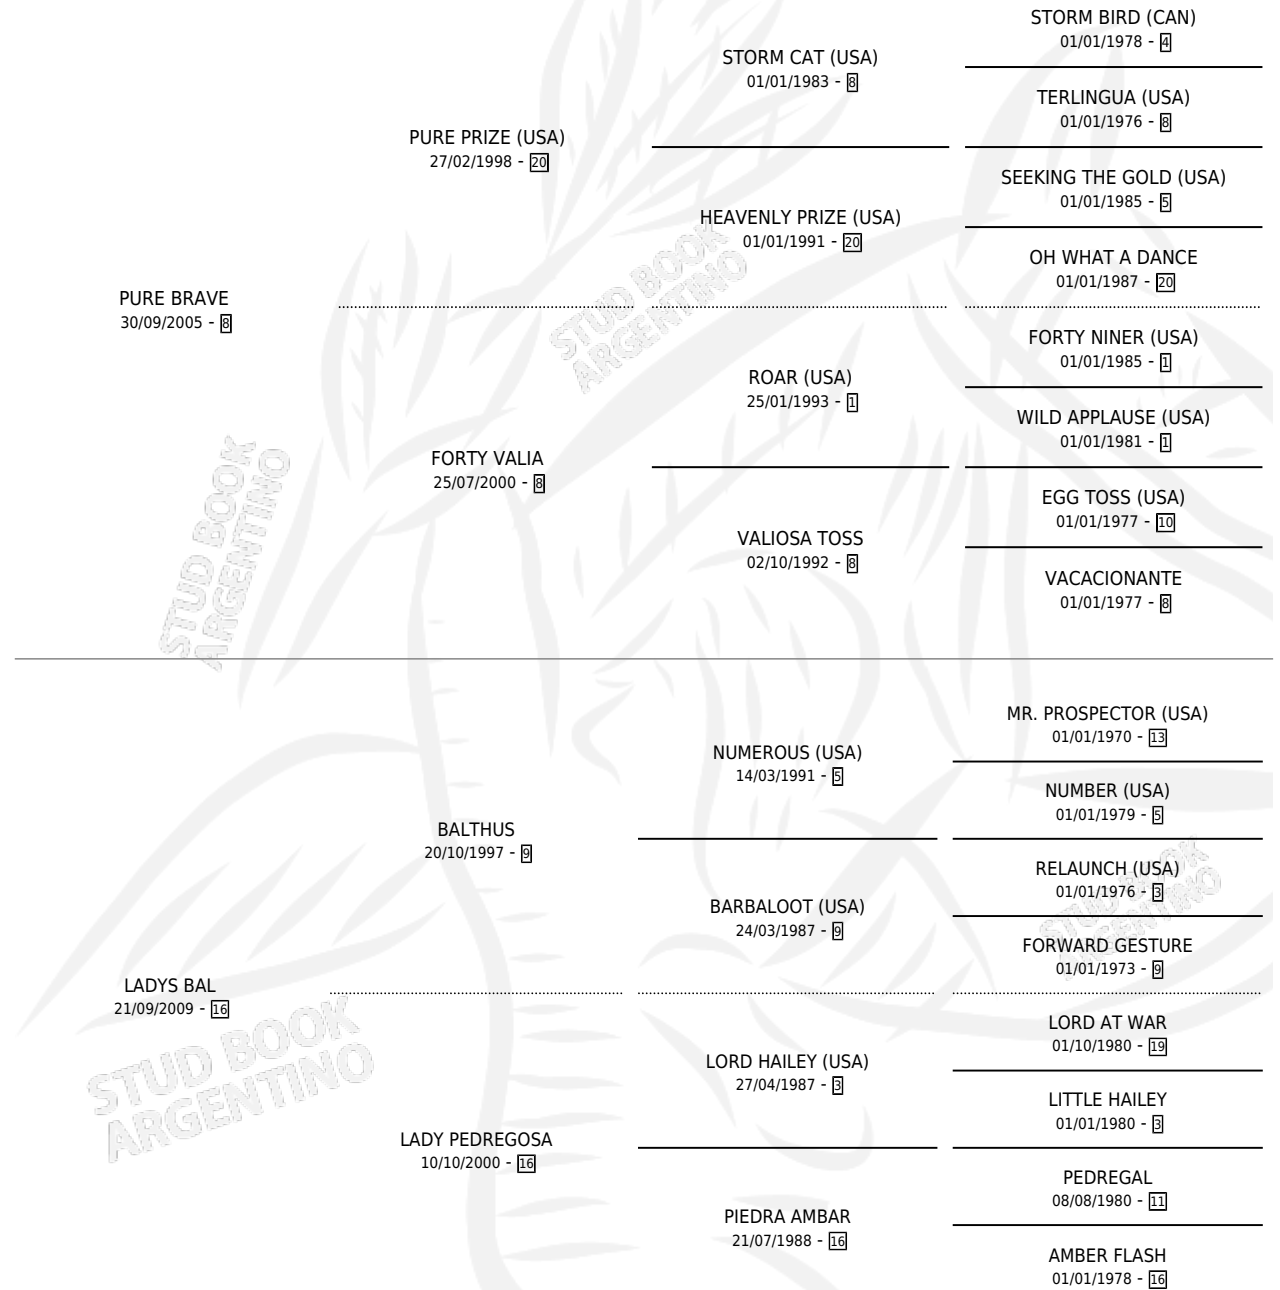 STORM BIRD (CAN)
01/01/1978 - 4
STORM CAT (USA)
01/01/1983 - 8
TERLINGUA (USA)
01/01/1976 - 8
PURE PRIZE (USA)
27/02/1998 - 20
SEEKING THE GOLD (USA)
01/01/1985 - 5
HEAVENLY PRIZE (USA)
01/01/1991 - 20
OH WHAT A DANCE
01/01/1987 - 20
PURE BRAVE
30/09/2005 - 8
FORTY NINER (USA)
01/01/1985 - 1
ROAR (USA)
25/01/1993 - 1
WILD APPLAUSE (USA)
01/01/1981 - 1
FORTY VALIA
25/07/2000 - 8
EGG TOSS (USA)
01/01/1977 - 10
VALIOSA TOSS
02/10/1992 - 8
VACACIONANTE
01/01/1977 - 8
MR. PROSPECTOR (USA)
01/01/1970 - 13
NUMEROUS (USA)
14/03/1991 - 5
NUMBER (USA)
01/01/1979 - 5
BALTHUS
20/10/1997 - 9
RELAUNCH (USA)
01/01/1976 - 3
BARBALOOT (USA)
24/03/1987 - 9
FORWARD GESTURE
01/01/1973 - 9
LADYS BAL
21/09/2009 - 16
LORD AT WAR
01/10/1980 - 19
LORD HAILEY (USA)
27/04/1987 - 3
LITTLE HAILEY
01/01/1980 - 3
LADY PEDREGOSA
10/10/2000 - 16
PEDREGAL
08/08/1980 - 11
PIEDRA AMBAR
21/07/1988 - 16
AMBER FLASH
01/01/1978 - 16
STUD BOOK
ARGENTINO
STUD BOOK
ARGENTINO
STUD BOOK
ARGENTINO
STUD BOOK
ARGENTINO